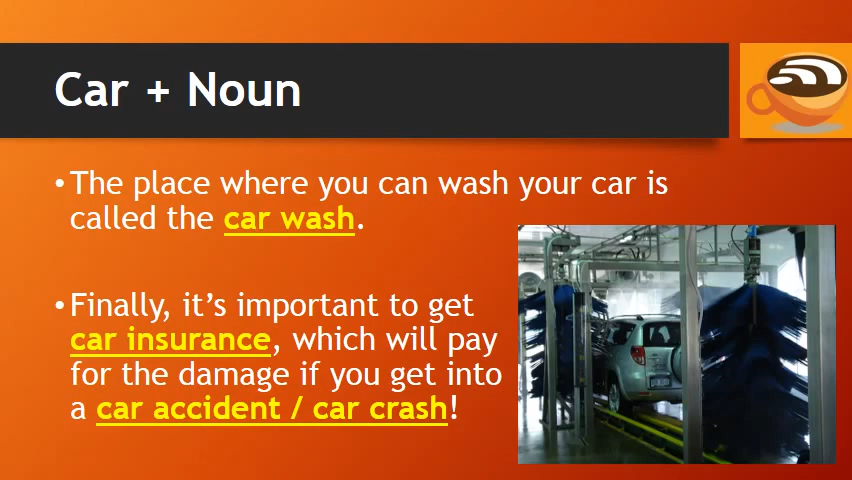 Car + Noun
•The place where you can wash your car is
called the car wash.
•Finally, it’s important to get
car insurance, which will pay
for the damage if you get into
a car accident / car crash!